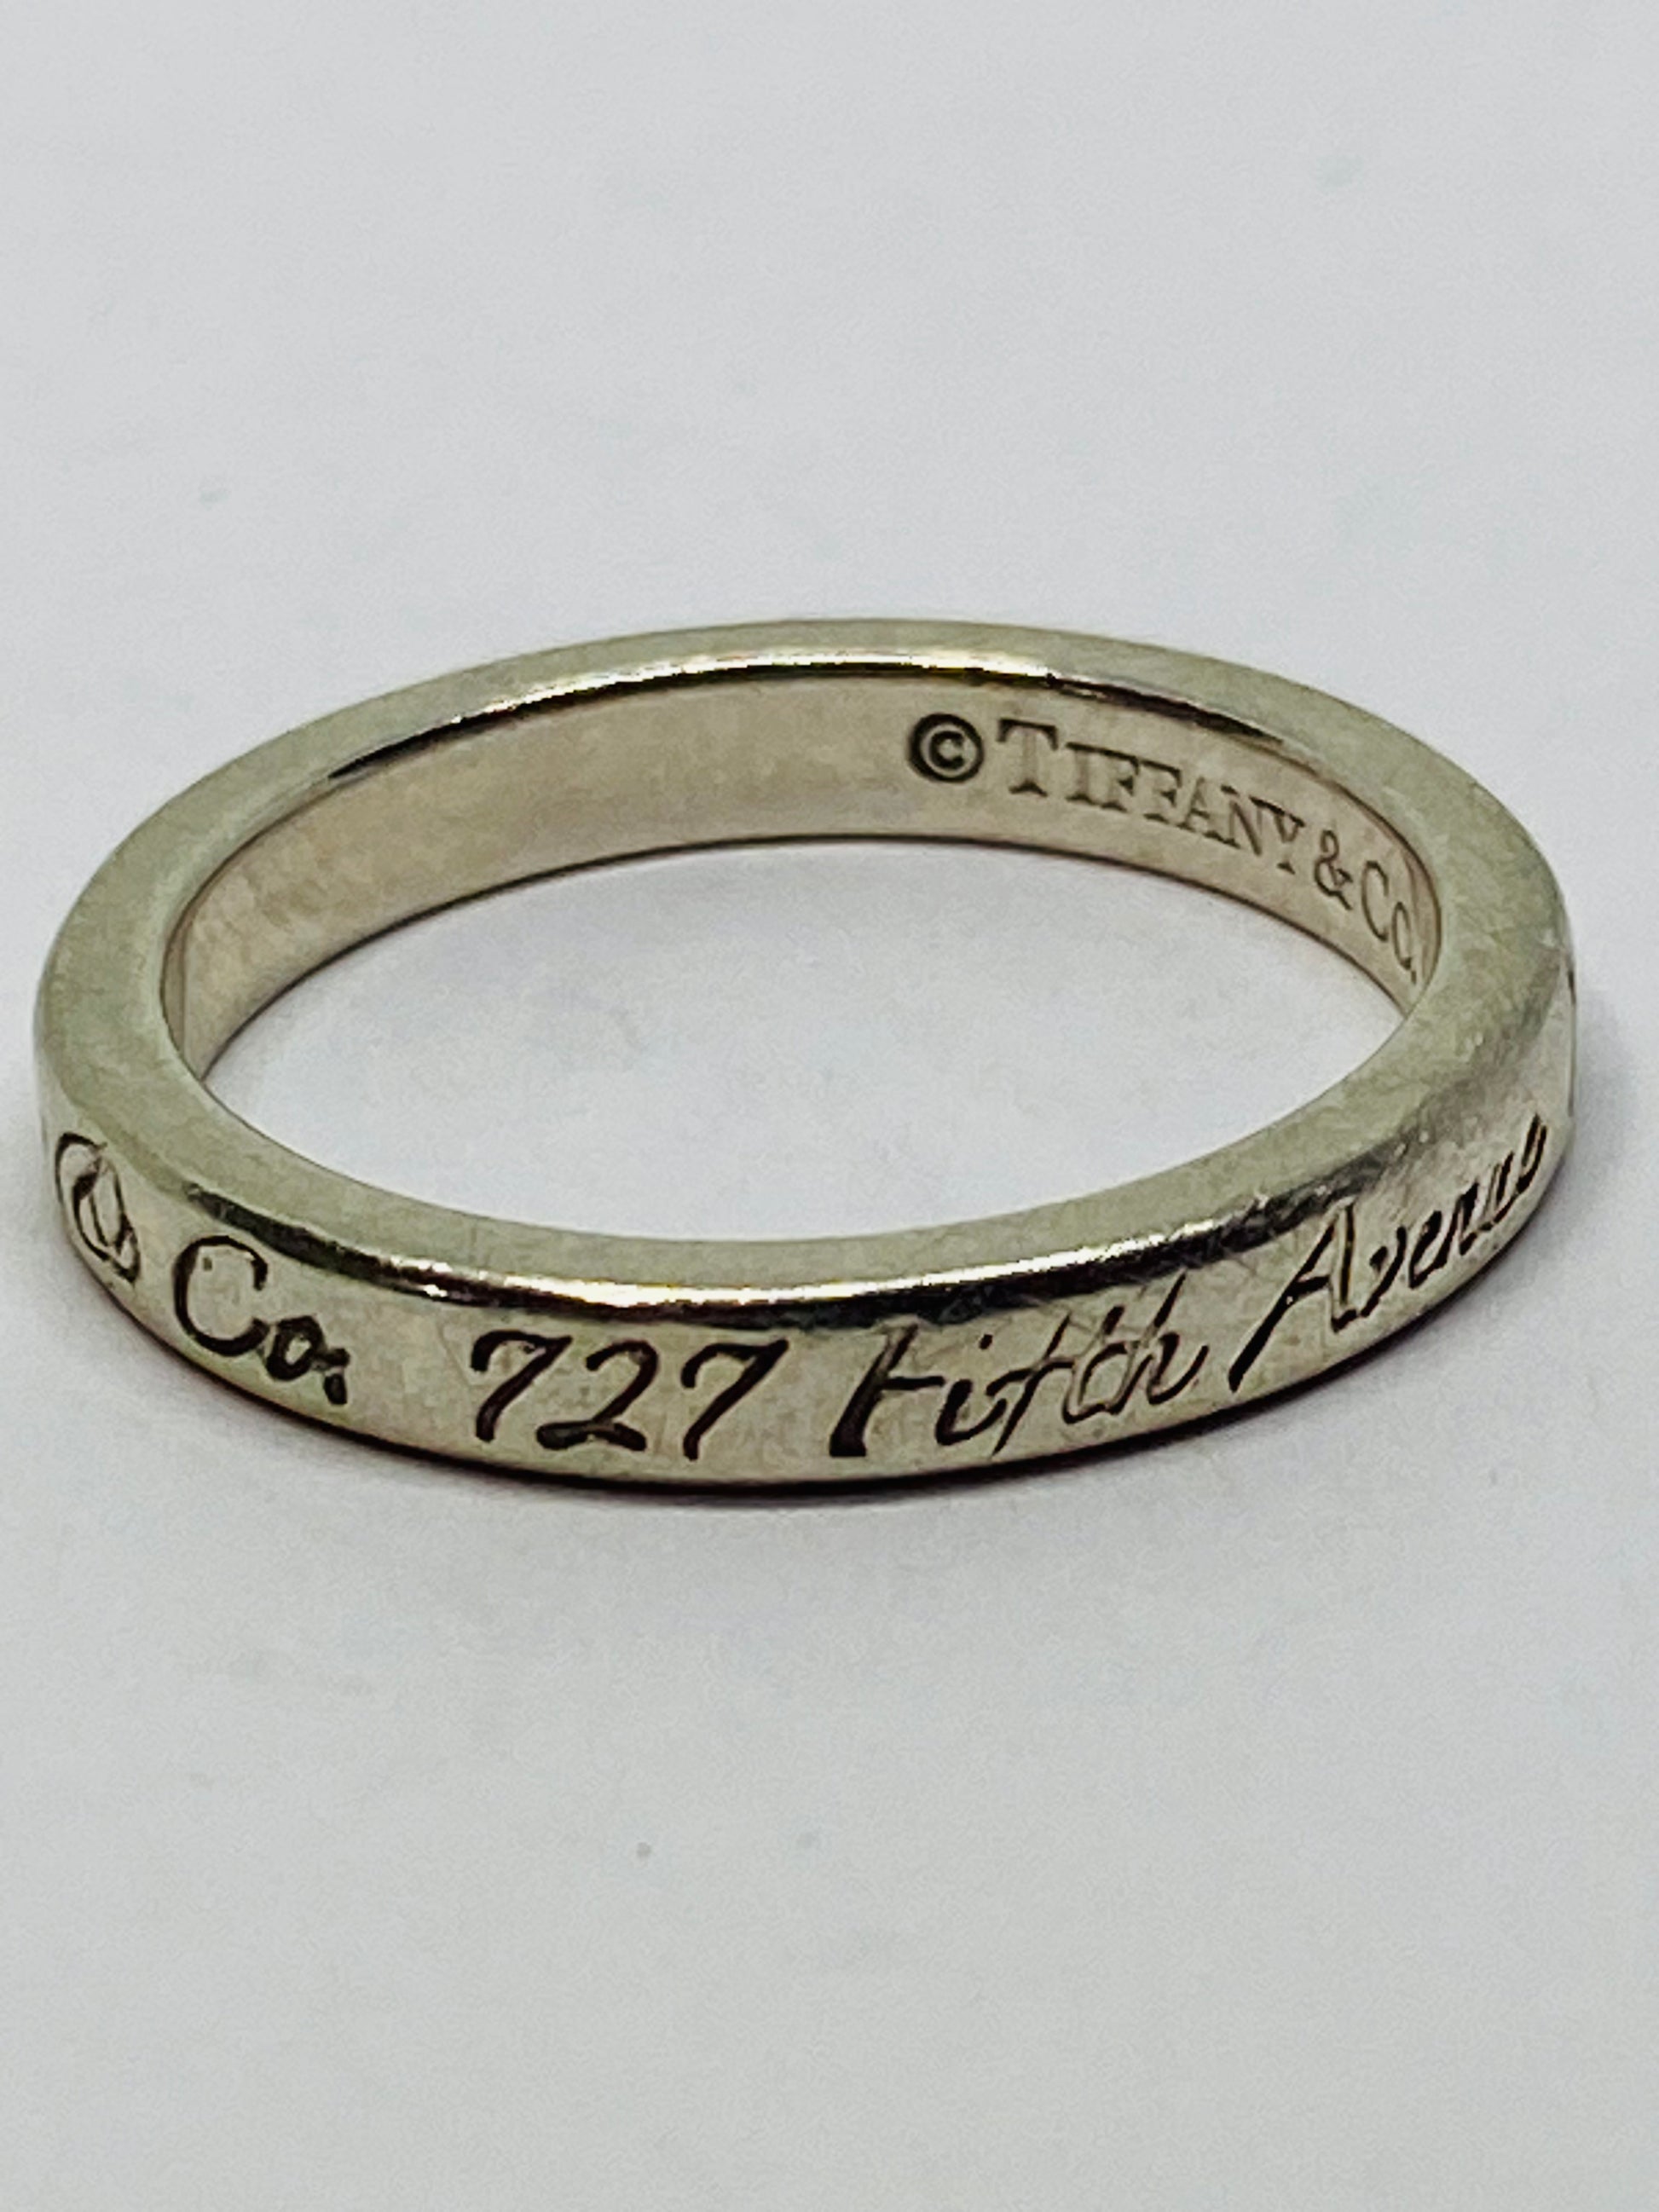 © TIFFANY & CO.
& Co. 727 Fifth Avenue